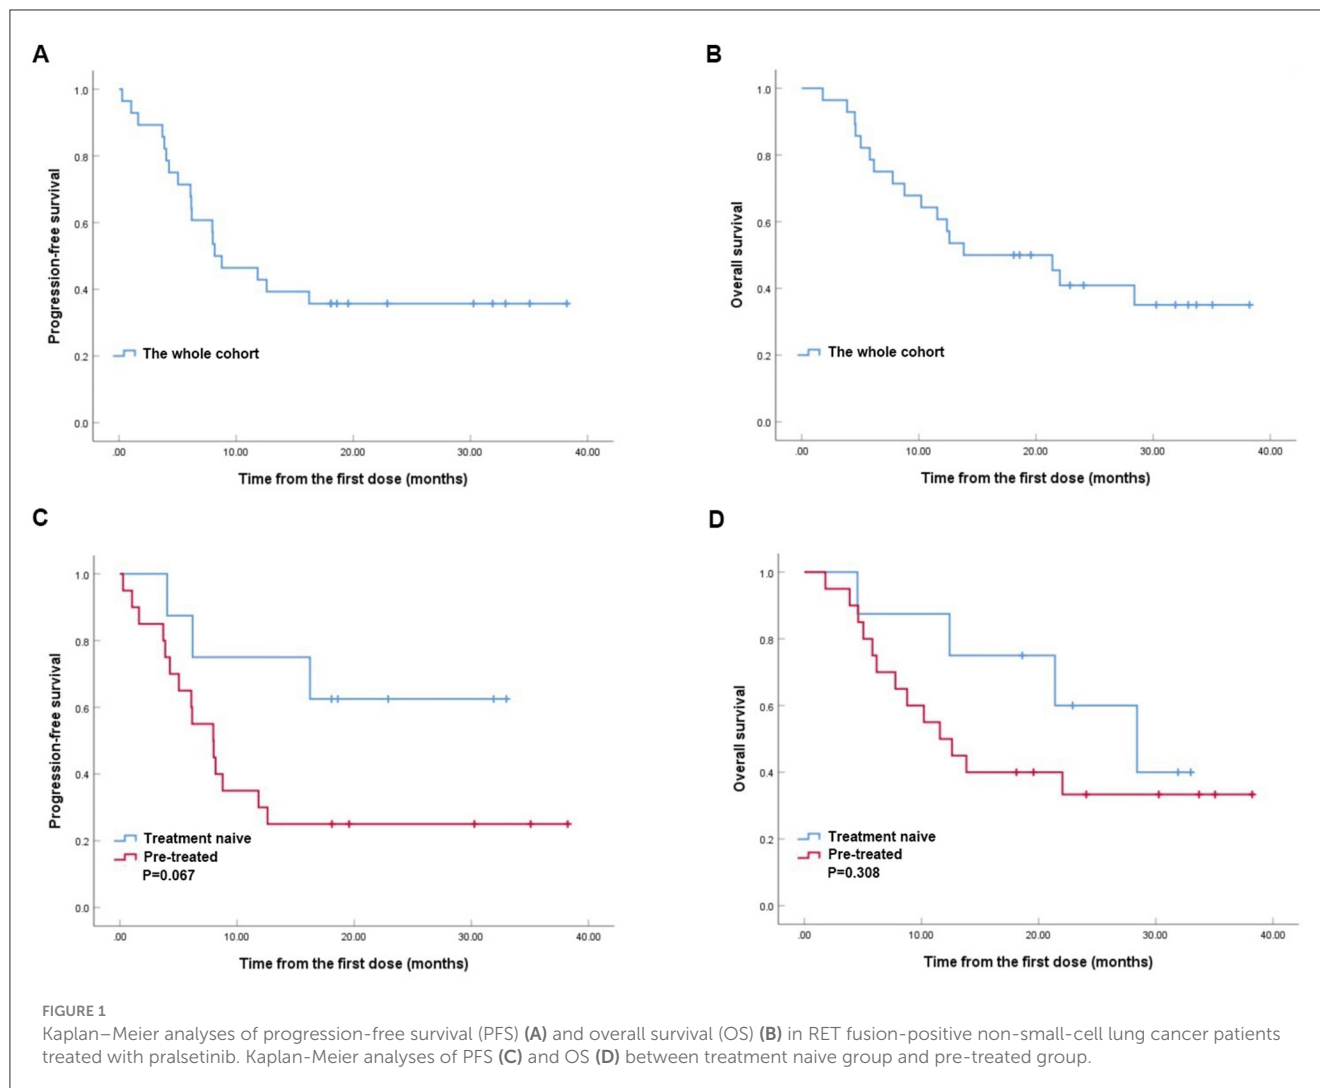 A
1.0
0.8
0.6
0.4
0.2
0.0
Progression-free survival
The whole cohort
.00 10.00 20.00 30.00 40.00
Time from the first dose (months)
B
1.0
0.8
0.6
0.4
0.2
0.0
Overall survival
The whole cohort
.00 10.00 20.00 30.00 40.00
Time from the first dose (months)
C
1.0
0.8
0.6
0.4
0.2
0.0
Progression-free survival
Treatment naive
Pre-treated
P=0.067
.00 10.00 20.00 30.00 40.00
Time from the first dose (months)
D
1.0
0.8
0.6
0.4
0.2
0.0
Overall survival
Treatment naive
Pre-treated
P=0.308
.00 10.00 20.00 30.00 40.00
Time from the first dose (months)
FIGURE 1
Kaplan–Meier analyses of progression-free survival (PFS) (A) and overall survival (OS) (B) in RET fusion-positive non-small-cell lung cancer patients
treated with pralsetinib. Kaplan-Meier analyses of PFS (C) and OS (D) between treatment naive group and pre-treated group.